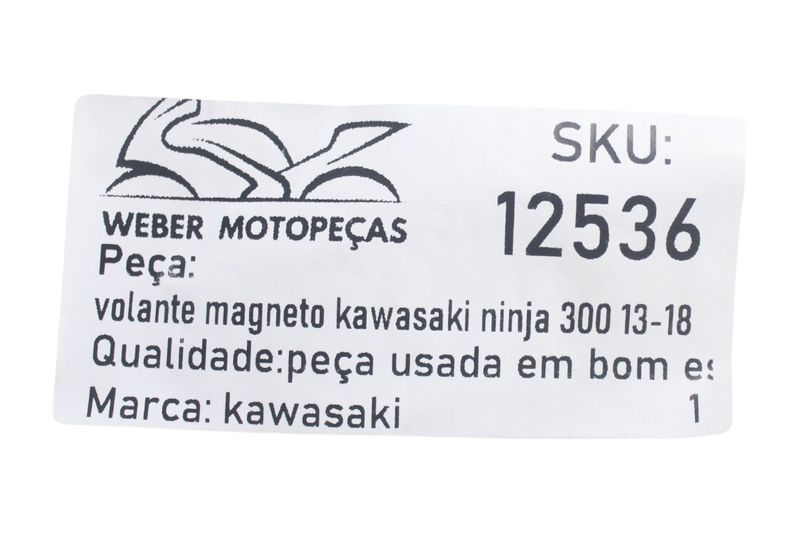 WEBER MOTOPEÇAS
SKU:
12536
Peça:
volante magneto kawasaki ninja 300 13-18
Qualidade:peça usada em bom es
Marca: kawasaki
1